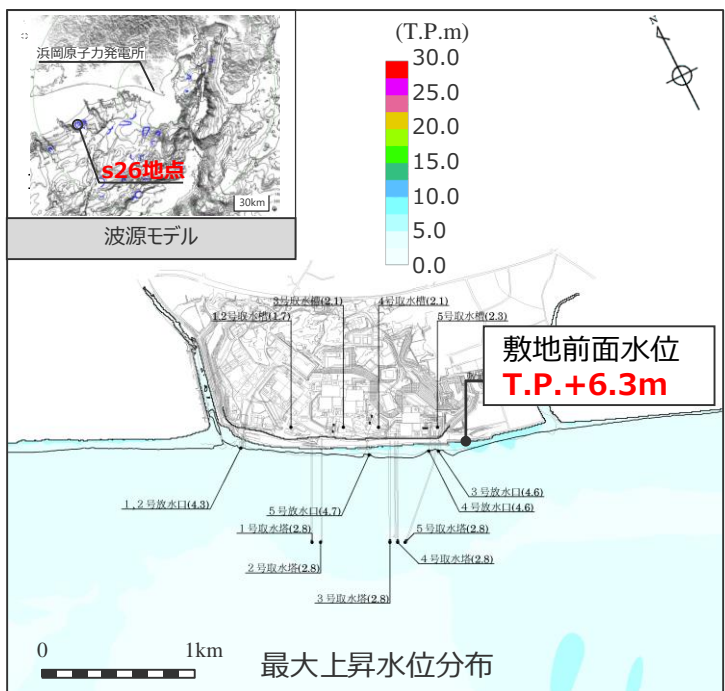 浜岡原子力発電所
s26地点
30km
波源モデル
(T.P.m)
30.0
25.0
20.0
15.0
10.0
5.0
0.0
N
3号取水槽(2.1)
4号取水槽(2.1)
1,2号取水槽(1.7)
5号取水槽(2.3)
敷地前面水位
T.P.+6.3m
1,2号放水口(4.3)
5号放水口(4.7)
3号放水口(4.6)
4号放水口(4.6)
1号取水塔(2.8)
5号取水塔(2.8)
2号取水塔(2.8)
4号取水塔(2.8)
3号取水塔(2.8)
0
1km
最大上昇水位分布